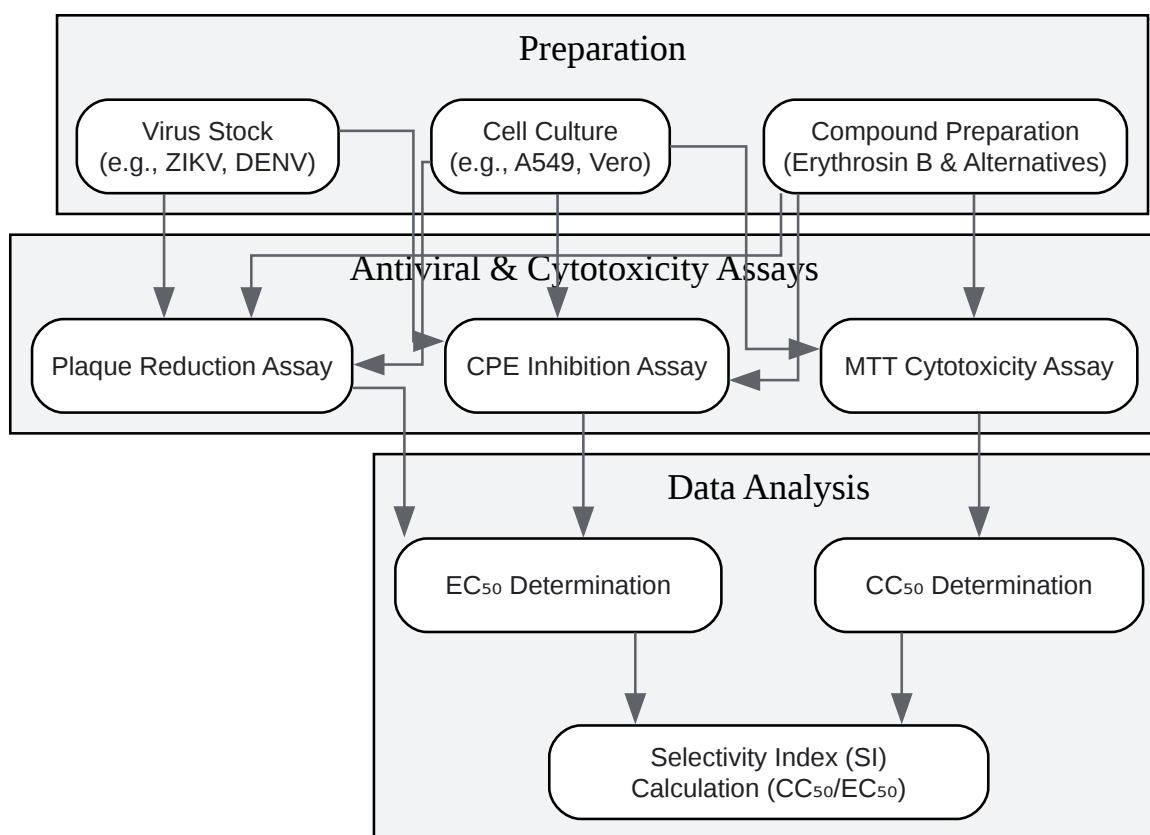 Preparation
Virus Stock
(e.g., ZIKV, DENV)
Cell Culture
(e.g., A549, Vero)
Compound Preparation
(Erythrosin B & Alternatives)
Antiviral & Cytotoxicity Assays
Plaque Reduction Assay
CPE Inhibition Assay
MTT Cytotoxicity Assay
Data Analysis
EC₅₀ Determination
CC₅₀ Determination
Selectivity Index (SI)
Calculation (CC₅₀/EC₅₀)